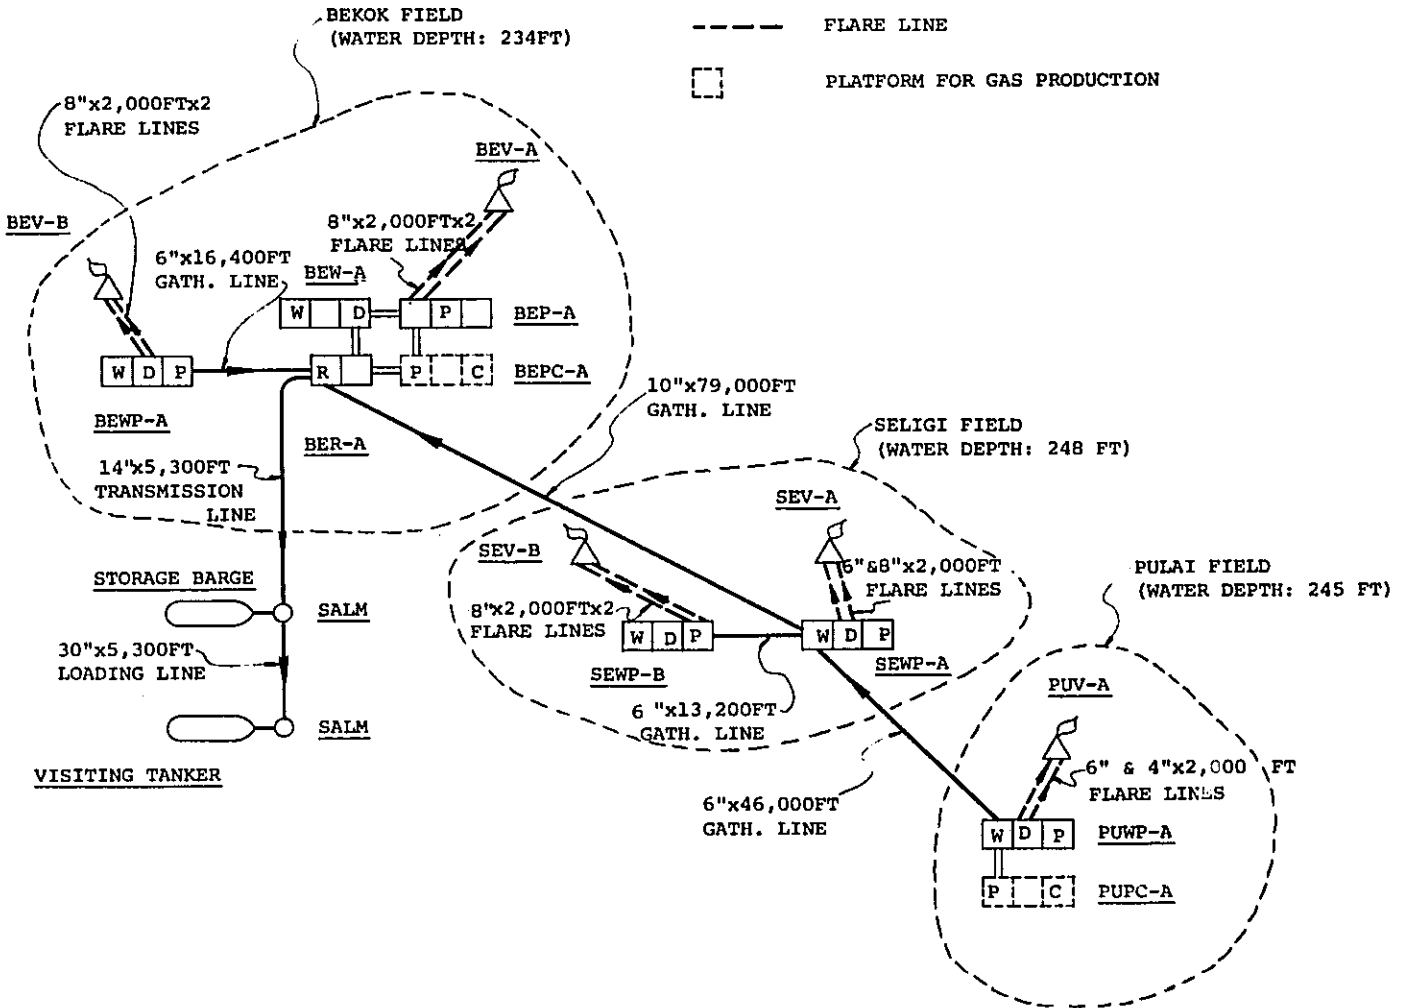 BEKOK FIELD
(WATER DEPTH: 234FT)
FLARE LINE
PLATFORM FOR GAS PRODUCTION
8"x2,000FTx2
FLARE LINES
BEV-A
BEV-B
8"x2,000FTx2
FLARE LINES
6"x16,400FT
GATH. LINE
BEW-A
W D P
BEP-A
W D P
R P C
BEPC-A
BEWP-A
BER-A
10"x79,000FT
GATH. LINE
SELIGI FIELD
(WATER DEPTH: 248 FT)
14"x5,300FT
TRANSMISSION
LINE
SEV-A
SEV-B
6"&8"x2,000FT
FLARE LINES
PULAI FIELD
(WATER DEPTH: 245 FT)
STORAGE BARGE
SALM
8"x2,000FTx2
FLARE LINES
W D P
W D P
30"x5,300FT
LOADING LINE
SEWP-B
SEWP-A
6 "x13,200FT
GATH. LINE
PUV-A
SALM
VISITING TANKER
6" & 4"x2,000 FT
FLARE LINES
6"x46,000FT
GATH. LINE
W D P
PUWP-A
P C
PUPC-A